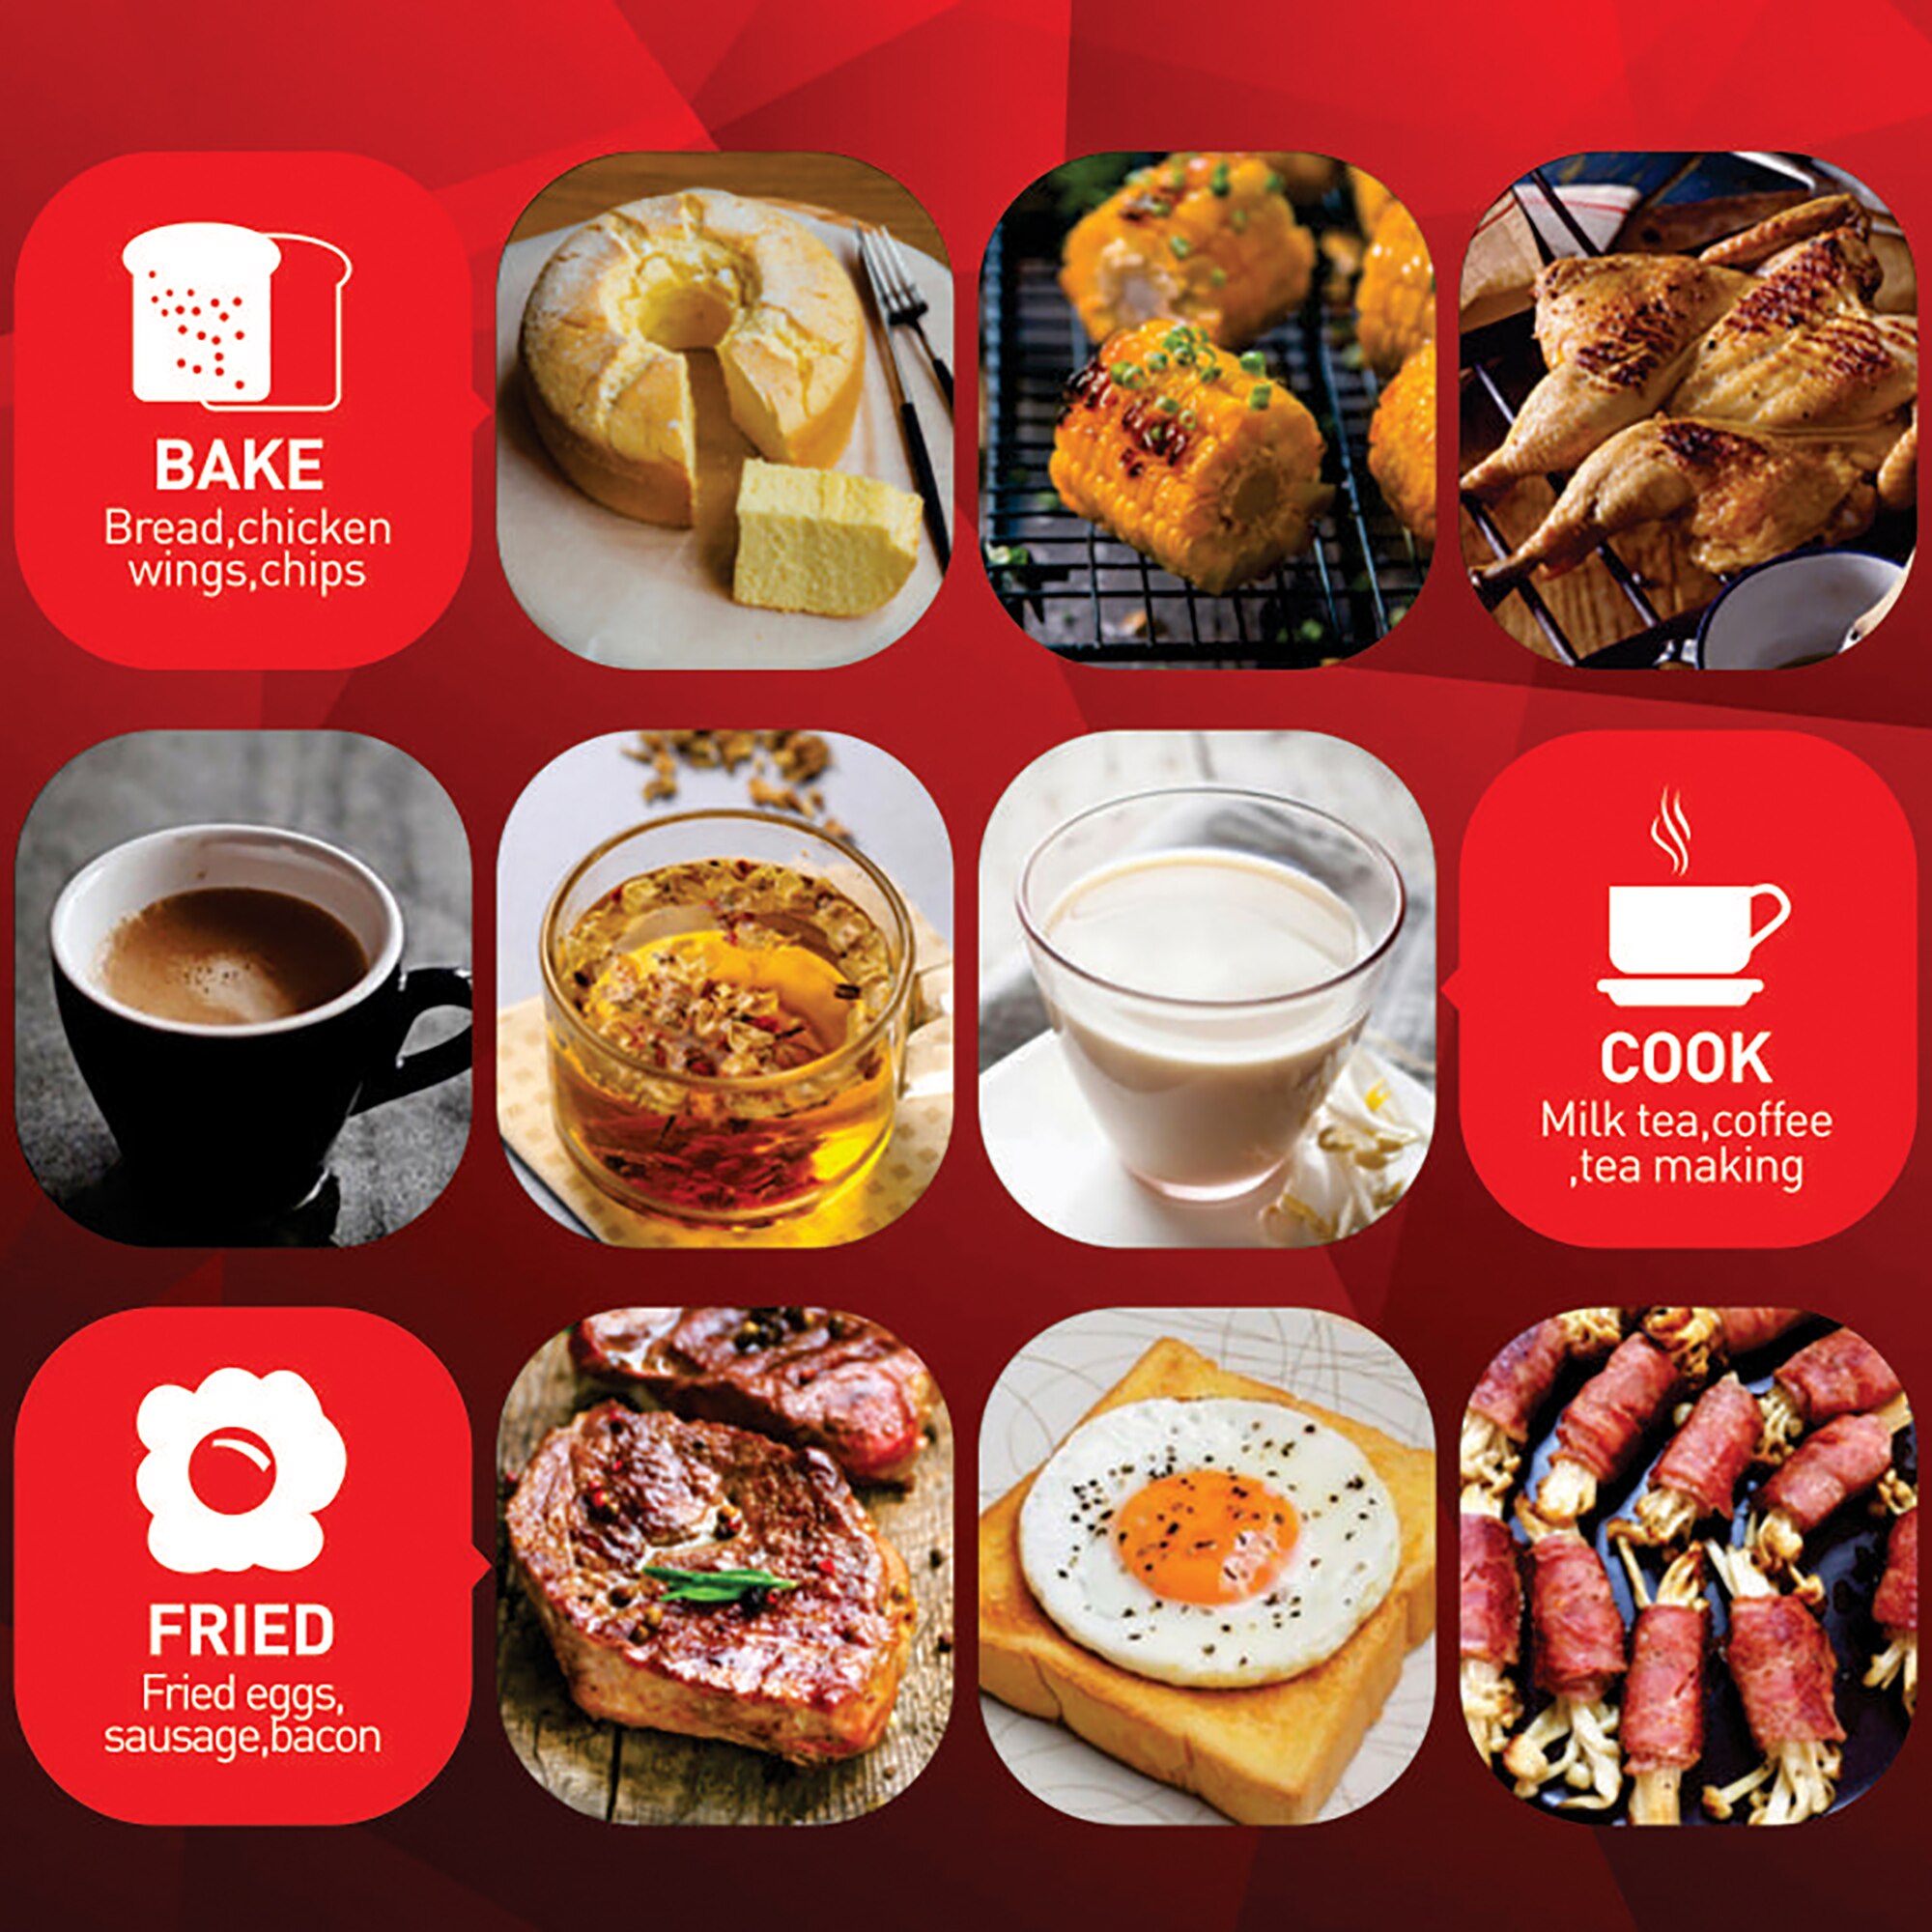 BAKE
Bread,chicken
wings,chips
COOK
Milk tea,coffee
,tea making
FRIED
Fried eggs,
sausage,bacon